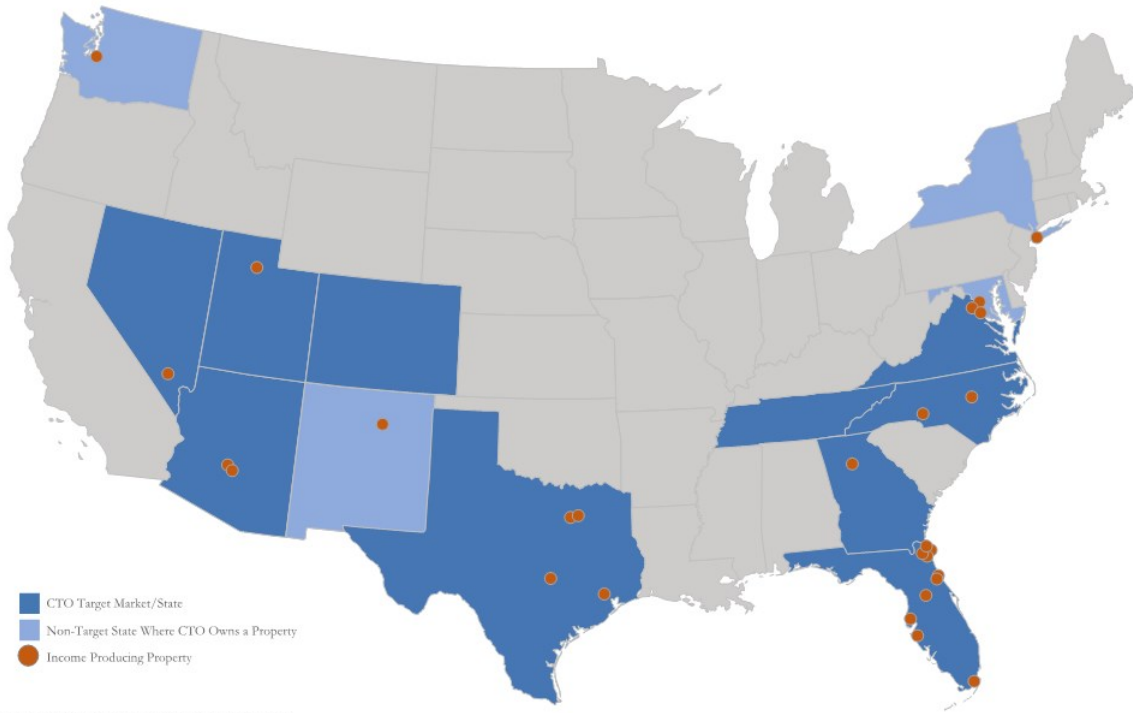 CTO Target Market/State
Non-Target State Where CTO Owns a Property
Income Producing Property